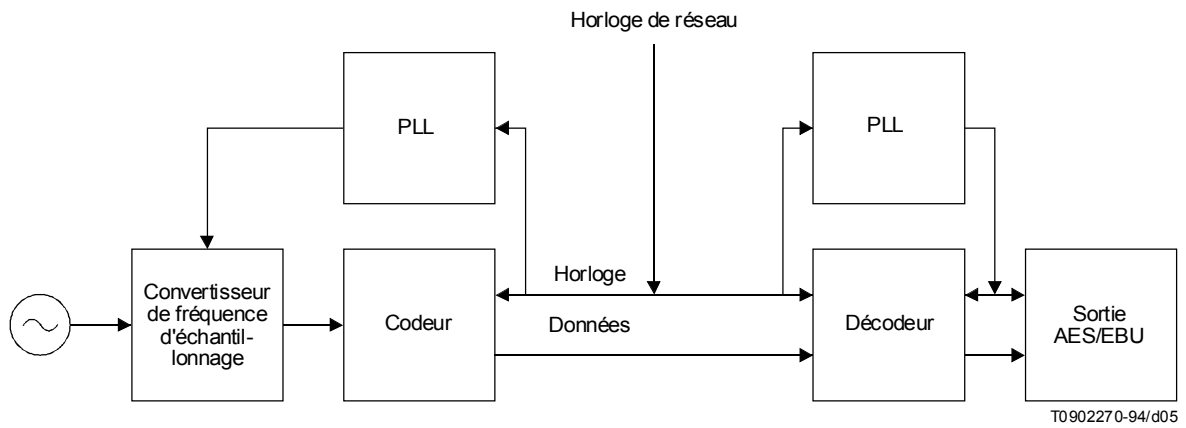 Horloge de réseau
PLL
PLL
Convertisseur
de fréquence
d'échantil-
lonnage
Codeur
Horloge
Données
Décodeur
Sortie
AES/EBU
T0902270-94/d05